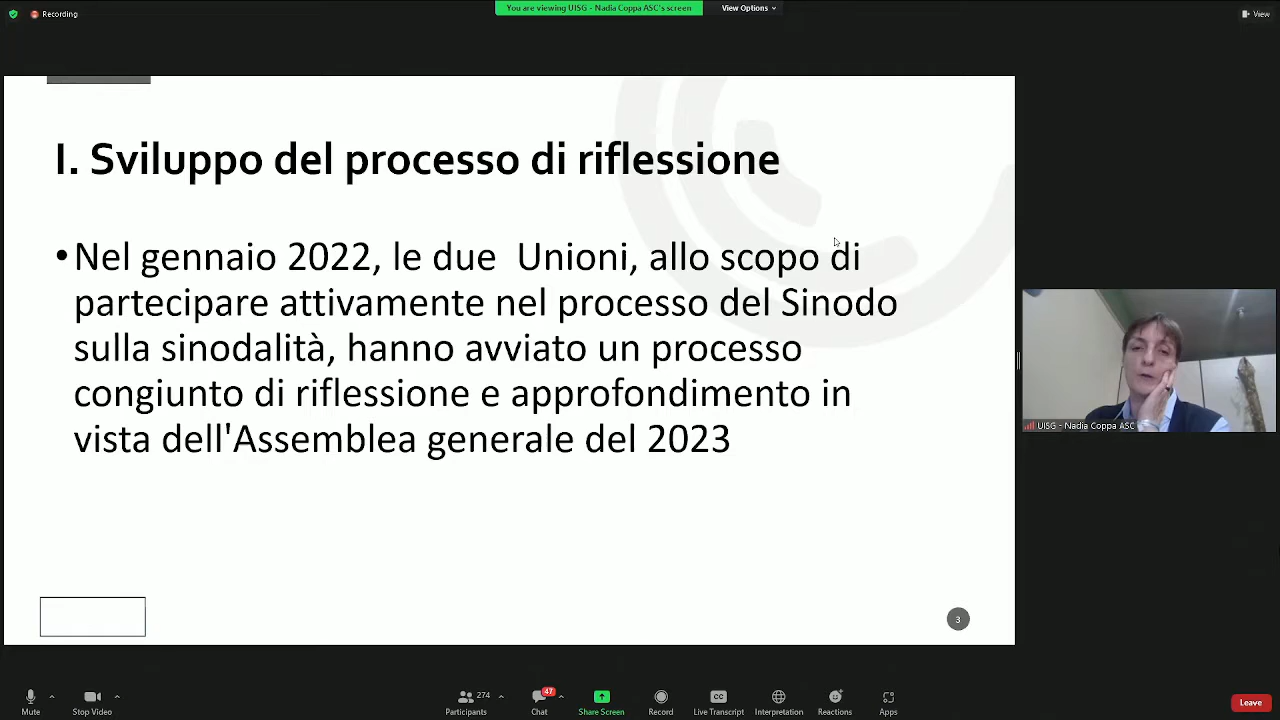 Recording
You are viewing UISG - Nadia Coppa ASC's screen
View Options
View
I. Sviluppo del processo di riflessione
•Nel gennaio 2022, le due Unioni, allo scopo di
partecipare attivamente nel processo del Sinodo
sulla sinodalità, hanno avviato un processo
congiunto di riflessione e approfondimento in
vista dell'Assemblea generale del 2023
3
UISG - Nadia Coppa ASC
Mute
Stop Video
274
Participants
47
Chat
Share Screen
Record
CC
Live Transcript
Interpretation
Reactions
Apps
Leave